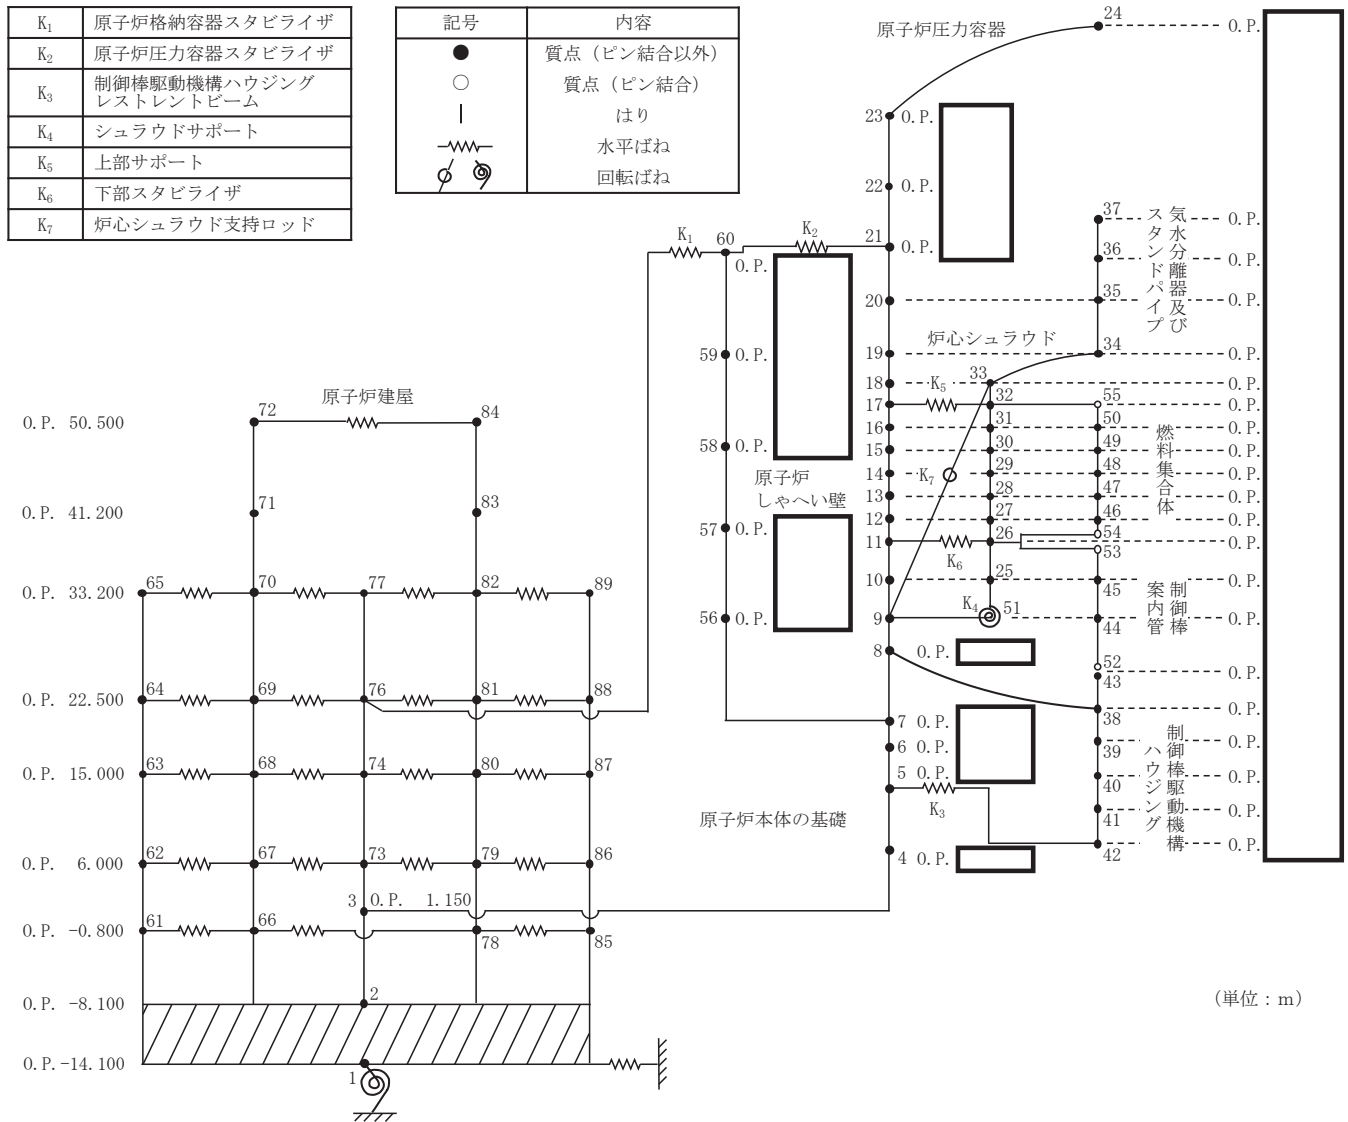 K₁ 原子炉格納容器スタビライザ
K₂ 原子炉圧力容器スタビライザ
K₃ 制御棒駆動機構ハウジング
レストレントビーム
K₄ シュラウドサポート
K₅ 上部サポート
K₆ 下部スタビライザ
K₇ 炉心シュラウド支持ロッド
記号 内容
質点（ピン結合以外）
質点（ピン結合）
はり
水平ばね
回転ばね
原子炉圧力容器
24 O.P.
23 O.P.
22 O.P.
21 O.P.
K₁ 60 K₂
O.P.
37 O.P.
36 O.P.
35 O.P.
気水分離器及び
スタンドパイプ
20
59 O.P.
炉心シュラウド
19 34 O.P.
18 K₅ 33 O.P.
17 32 55 O.P.
16 31 50 O.P.
15 30 49 O.P.
14 K₇ 29 48 O.P.
13 28 47 O.P.
12 27 46 O.P.
11 26 54 O.P.
K₆ 53
燃料集合体
58 O.P.
原子炉
しゃへい壁
57 O.P.
10 25 45 O.P.
56 O.P.
9 K₄ 51 44 O.P.
制御棒
案内管
8 O.P.
52 O.P.
43
38 O.P.
7 O.P.
6 O.P.
5 O.P.
K₃
4 O.P.
39 O.P.
40 O.P.
41 O.P.
42 O.P.
制御棒駆動機構
ハウジング
原子炉本体の基礎
原子炉建屋
O.P. 50.500 72 84
O.P. 41.200 71 83
O.P. 33.200 65 70 77 82 89
O.P. 22.500 64 69 76 81 88
O.P. 15.000 63 68 74 80 87
O.P. 6.000 62 67 73 79 86
3 O.P. 1.150
O.P. -0.800 61 66 78 85
O.P. -8.100 2
O.P.-14.100
1
（単位：m）